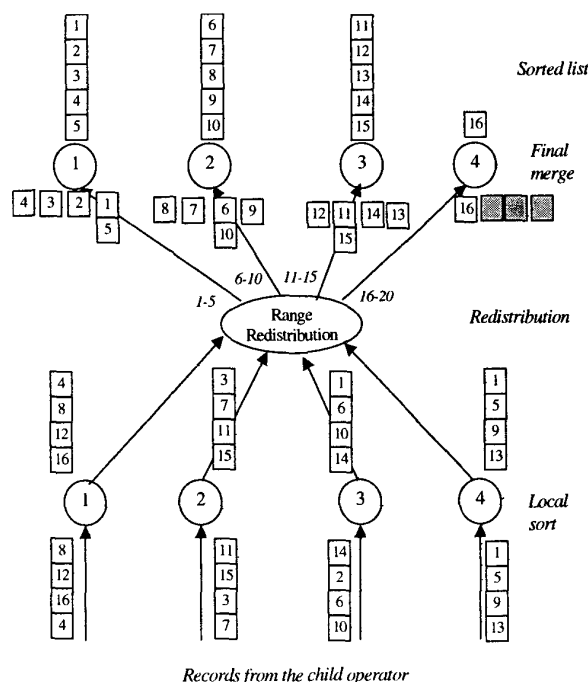 1 6 11
2 7 12
3 8 13 Sorted list
4 9 14
5 10 15 16
1 2 3 4 Final merge
4 3 2 1 8 7 6 9 12 11 14 13 16
5 10 15
1-5 6-10 11-15 16-20
Range Redistribution
Redistribution
4 3 1 1
8 7 6 5
12 11 10 9
16 15 14 13
1 2 3 4 Local sort
8 11 14 1
12 15 2 5
16 3 6 9
4 7 10 13
Records from the child operator